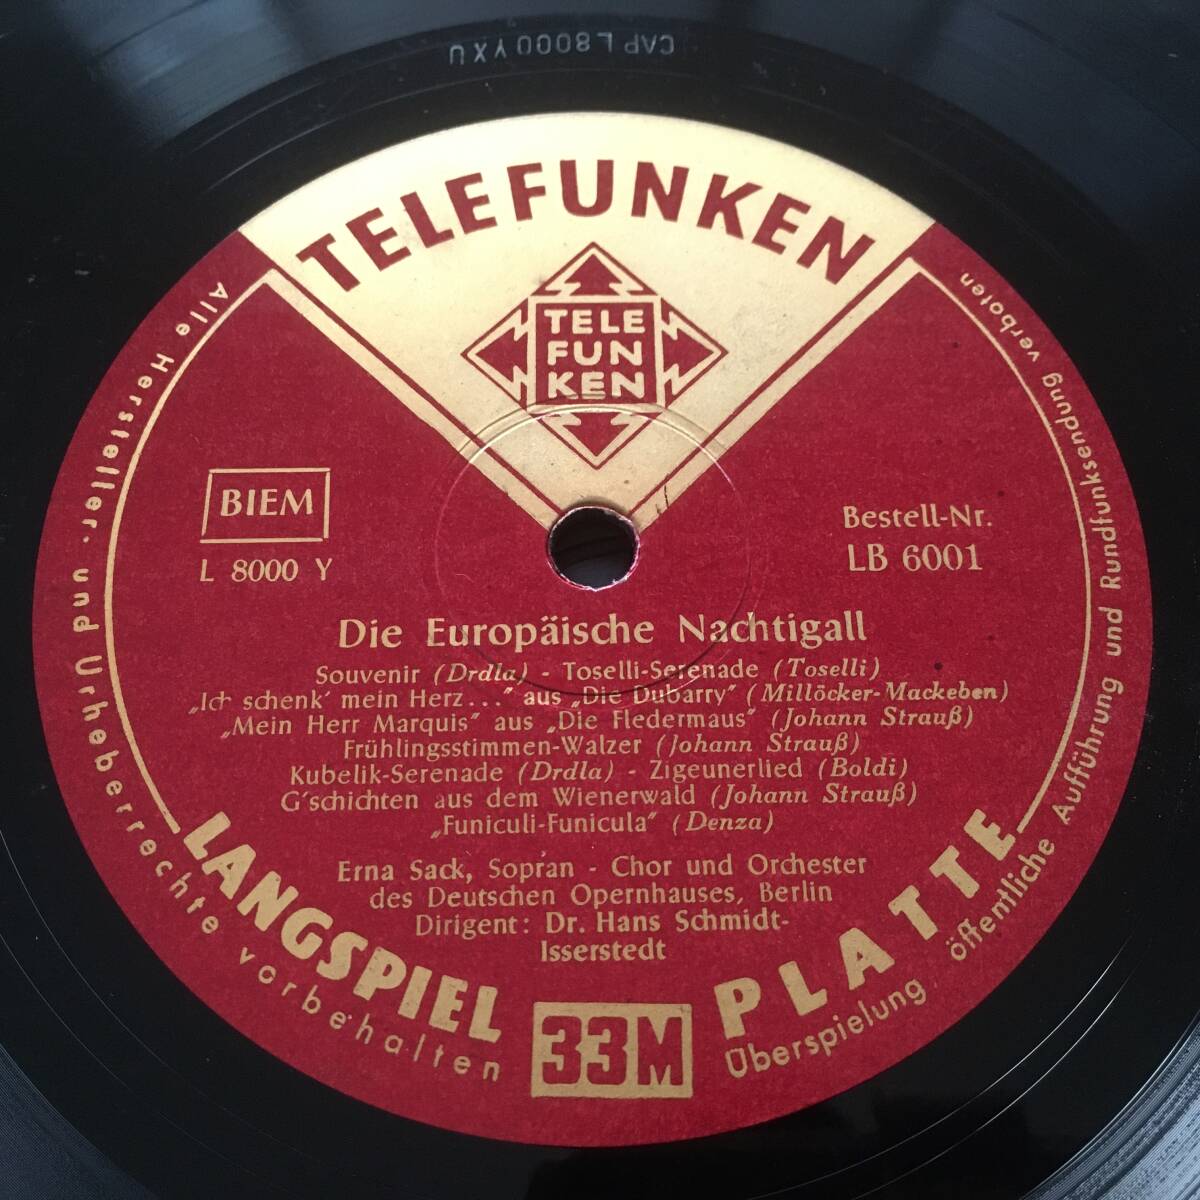 CAP L8000 YXU
TELEFUNKEN
TELE
FUN
KEN
BIEM
L 8000 Y
Bestell-Nr.
LB 6001
Die Europäische Nachtigall
Souvenir (Drdla) - Toselli-Serenade (Toselli)
„Ich schenk´ mein Herz..." aus „Die Dubarry" (Millöcker-Mackeben)
„Mein Herr Marquis" aus „Die Fledermaus" (Johann Strauß)
Frühlingsstimmen-Walzer (Johann Strauß)
Kubelik-Serenade (Drdla) - Zigeunerlied (Boldi)
G´schichten aus dem Wienerwald (Johann Strauß)
„Funiculi-Funicula" (Denza)
Erna Sack, Sopran - Chor und Orchester
des Deutschen Opernhauses, Berlin
Dirigent: Dr. Hans Schmidt-
Isserstedt
LANGSPIEL 33M PLATTE
Alle Hersteller- und Urheberrechte vorbehalten
Überspielung, öffentliche Aufführung und Rundfunksendung verboten